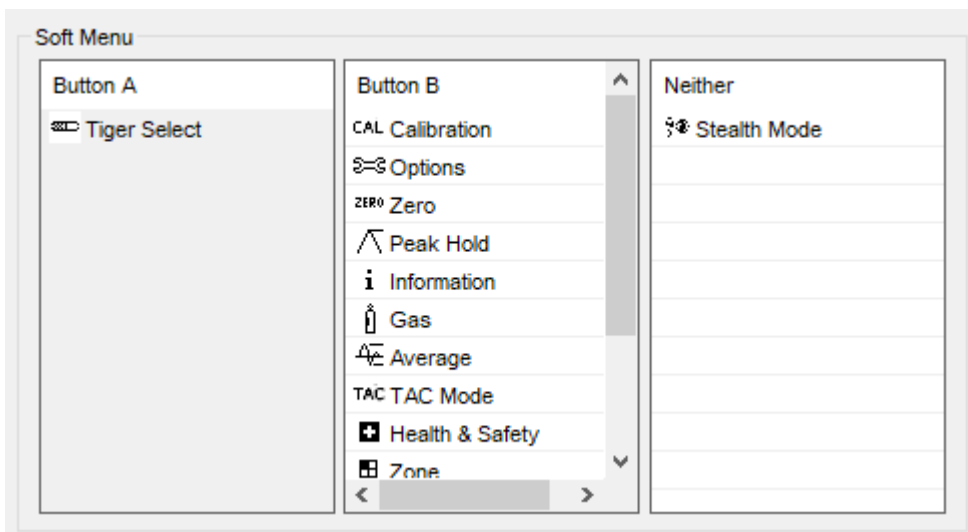 Soft Menu
Button A
Tiger Select
Button B
CAL Calibration
Options
ZERO Zero
Peak Hold
i Information
Gas
Average
TAC TAC Mode
Health & Safety
Zone
Neither
Stealth Mode